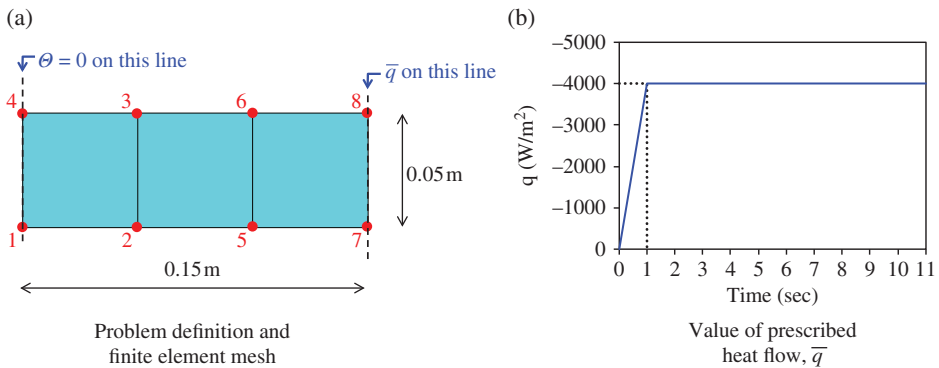 (a)
Θ = 0 on this line
q̅ on this line
4
3
6
8
0.05 m
1
2
5
7
0.15 m
Problem definition and
finite element mesh
(b)
–5000
–4000
–3000
–2000
–1000
0
q (W/m²)
0 1 2 3 4 5 6 7 8 9 10 11
Time (sec)
Value of prescribed
heat flow, q̅